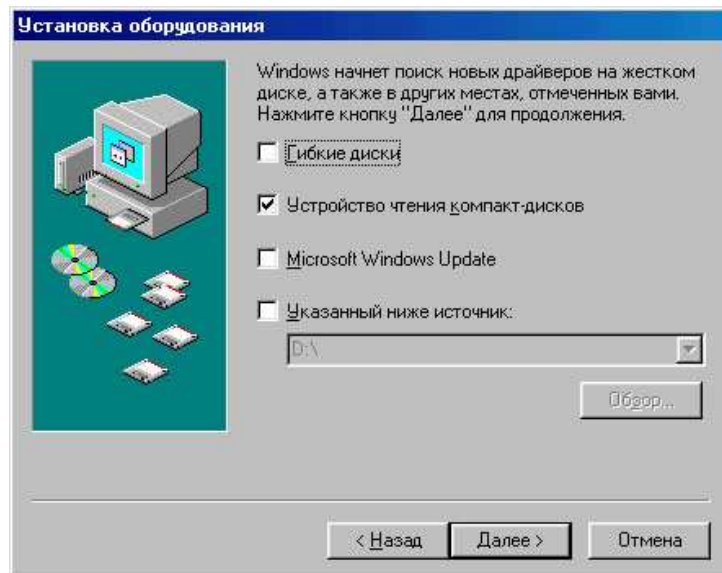 Установка оборудования
Windows начнет поиск новых драйверов на жестком
диске, а также в других местах, отмеченных вами.
Нажмите кнопку "Далее" для продолжения.
Гибкие диски
Устройство чтения компакт-дисков
Microsoft Windows Update
Указанный ниже источник:
D:\
Обзор...
< Назад
Далее >
Отмена